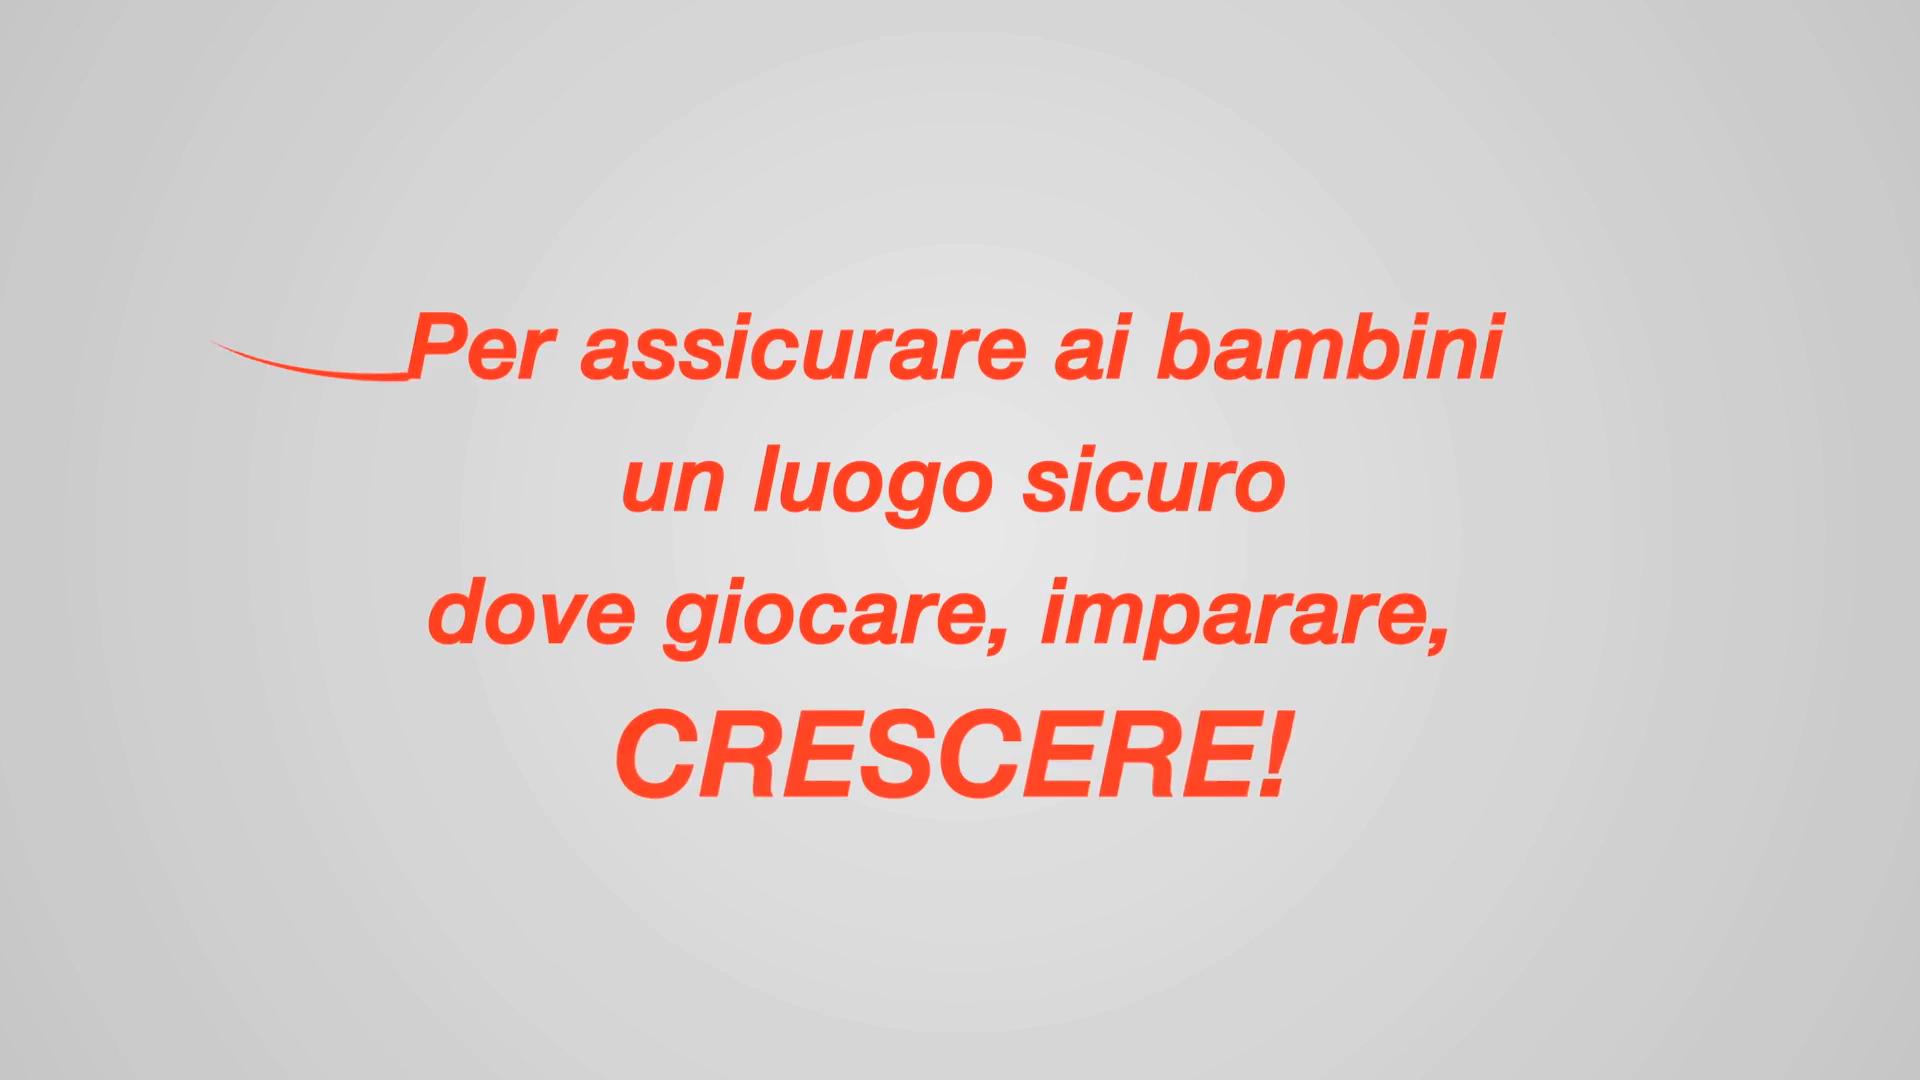 Per assicurare ai bambini
un luogo sicuro
dove giocare, imparare,
CRESCERE!